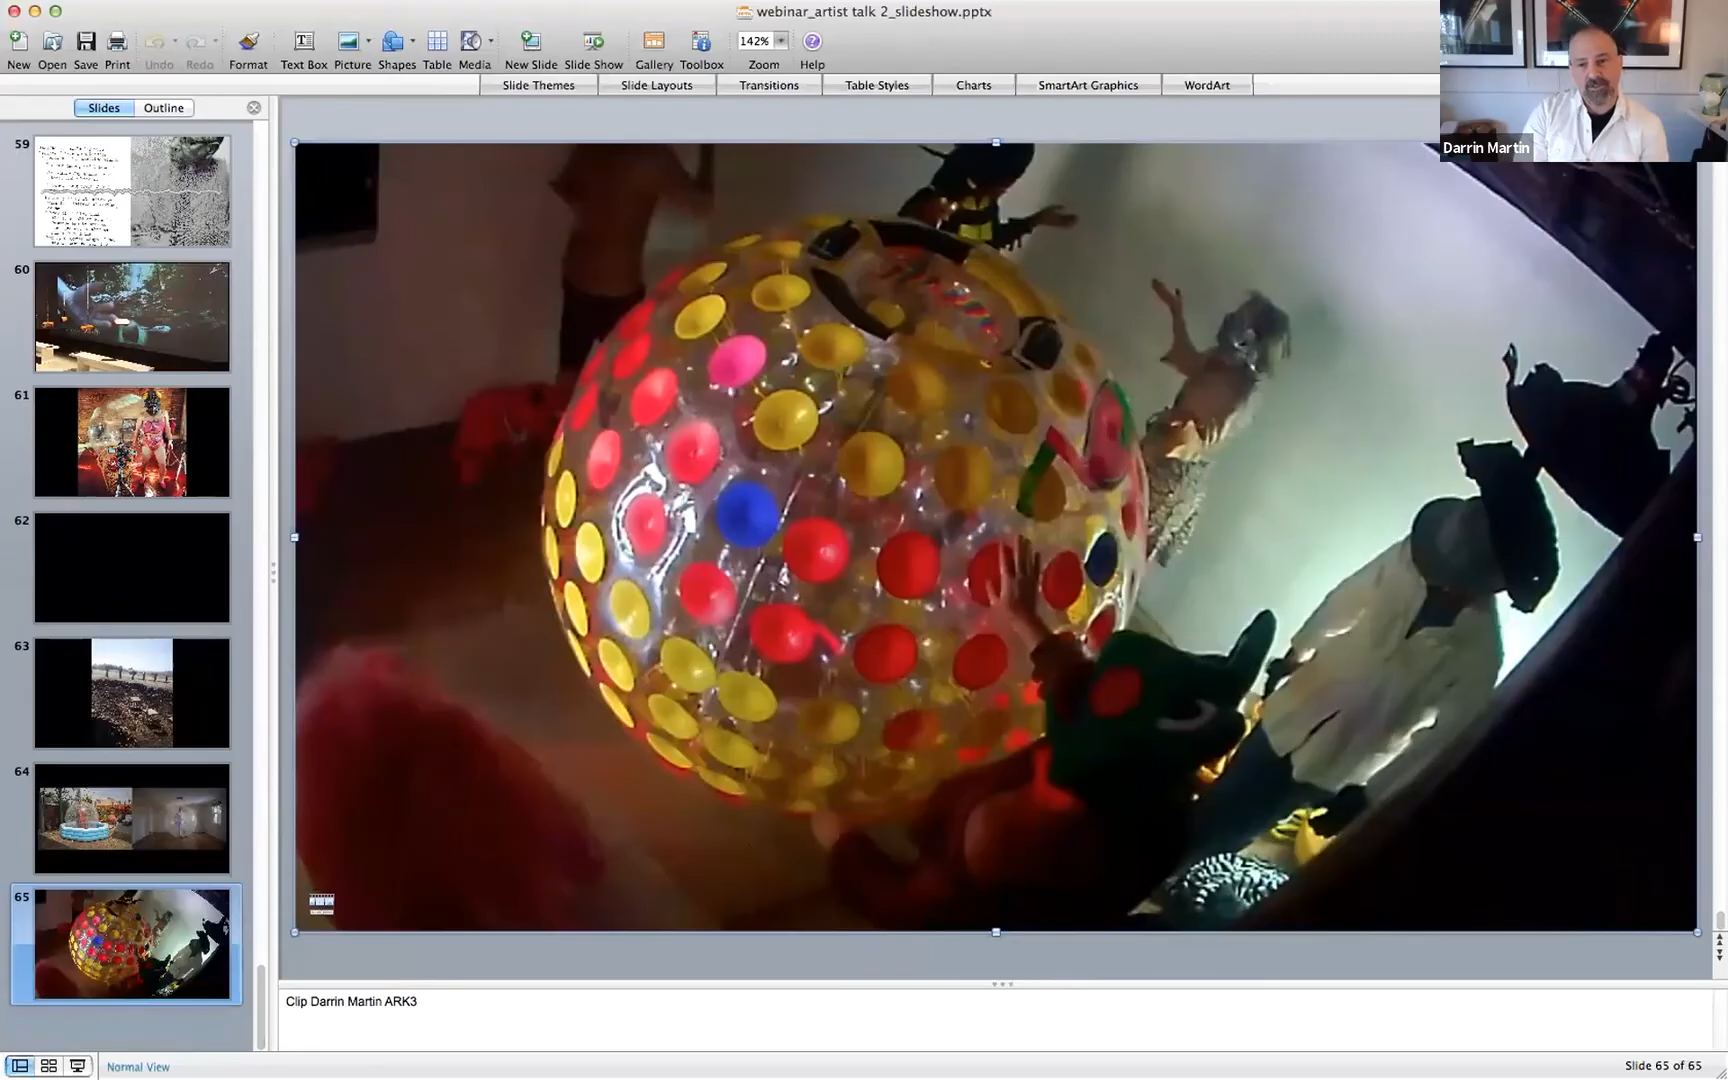 webinar_artist talk 2_slideshow.pptx
New Open Save Print Undo Redo Format Text Box Picture Shapes Table Media New Slide Slide Show Gallery Toolbox 142% Zoom Help
Slide Themes Slide Layouts Transitions Table Styles Charts SmartArt Graphics WordArt
Darrin Martin
Slides Outline
59
60
61
62
63
64
65
Clip Darrin Martin ARK3
Normal View
Slide 65 of 65